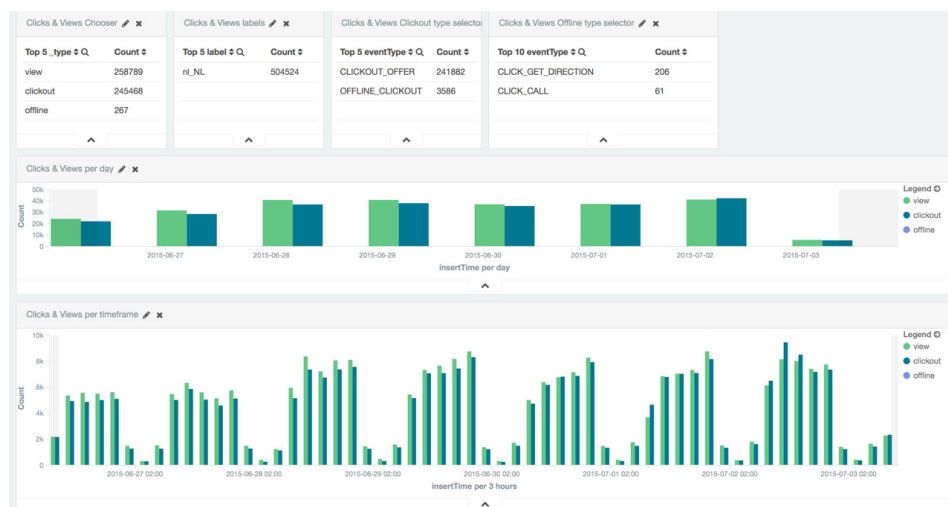 Clicks & Views Chooser
Top 5 _type Count
view 258789
clickout 245468
offline 267
Clicks & Views labels
Top 5 label Count
nl_NL 504524
Clicks & Views Clickout type selector
Top 5 eventType Count
CLICKOUT_OFFER 241882
OFFLINE_CLICKOUT 3586
Clicks & Views Offline type selector
Top 10 eventType Count
CLICK_GET_DIRECTION 206
CLICK_CALL 61
Clicks & Views per day
50k
40k
30k
20k
10k
0
Count
2015-06-27 2015-06-28 2015-06-29 2015-06-30 2015-07-01 2015-07-02 2015-07-03
insertTime per day
Legend
view
clickout
offline
Clicks & Views per timeframe
10k
8k
6k
4k
2k
0
Count
2015-06-27 02:00 2015-06-28 02:00 2015-06-29 02:00 2015-06-30 02:00 2015-07-01 02:00 2015-07-02 02:00 2015-07-03 02:00
insertTime per 3 hours
Legend
view
clickout
offline